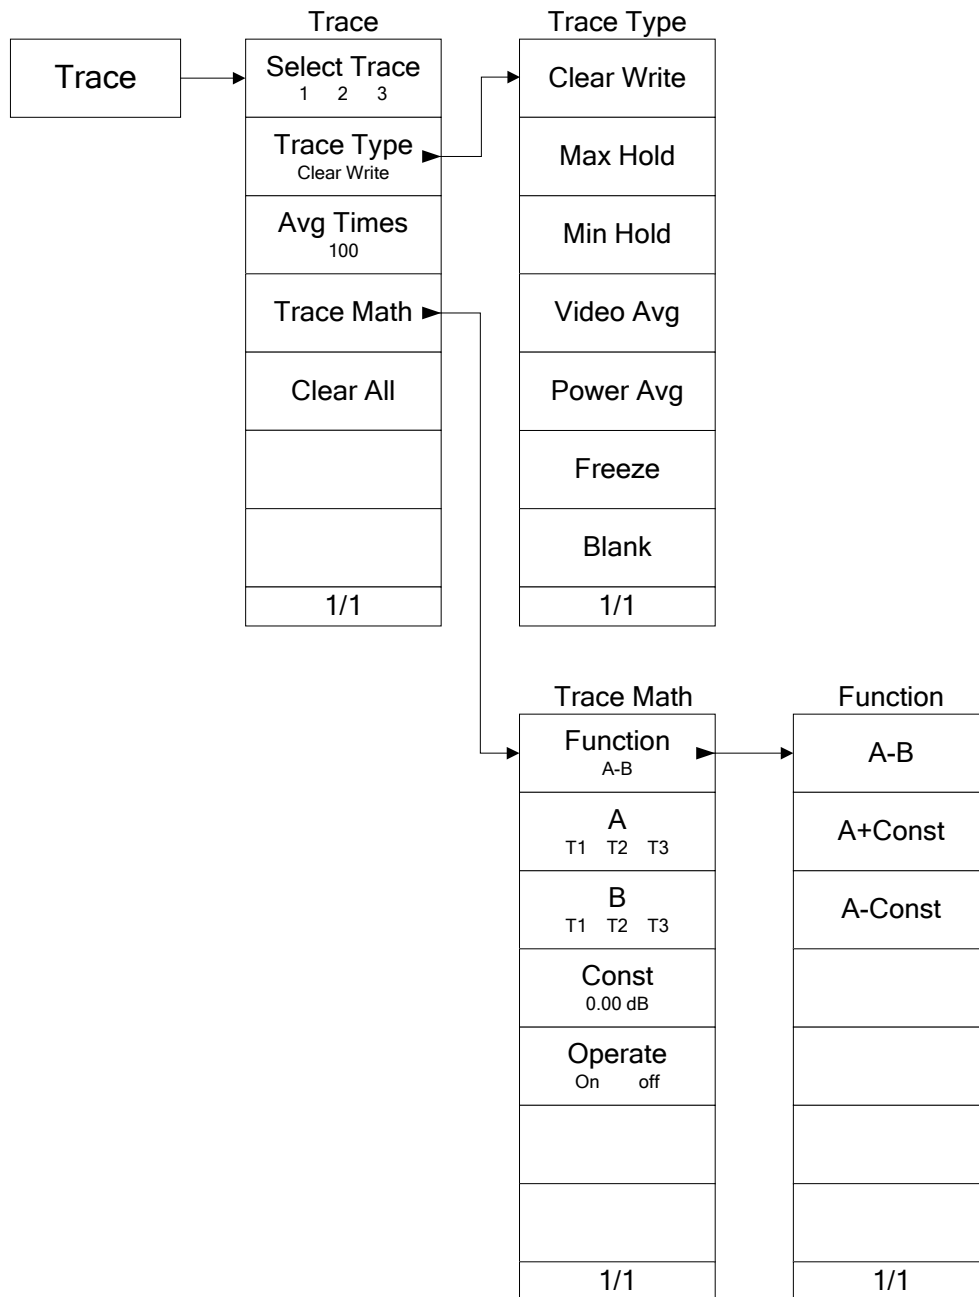 Trace
Trace
Select Trace
1 2 3
Trace Type
Clear Write
Avg Times
100
Trace Math
Clear All
1/1
Trace Type
Clear Write
Max Hold
Min Hold
Video Avg
Power Avg
Freeze
Blank
1/1
Trace Math
Function
A-B
A
T1 T2 T3
B
T1 T2 T3
Const
0.00 dB
Operate
On off
1/1
Function
A-B
A+Const
A-Const
1/1